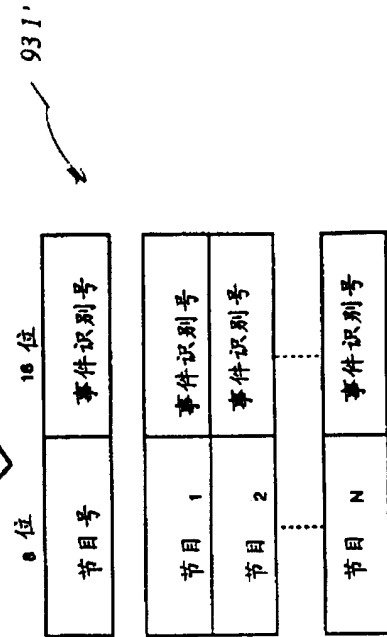 931'
8 位 16 位
节目号 事件识别号
节目 1 事件识别号
节目 2 事件识别号
节目 N 事件识别号